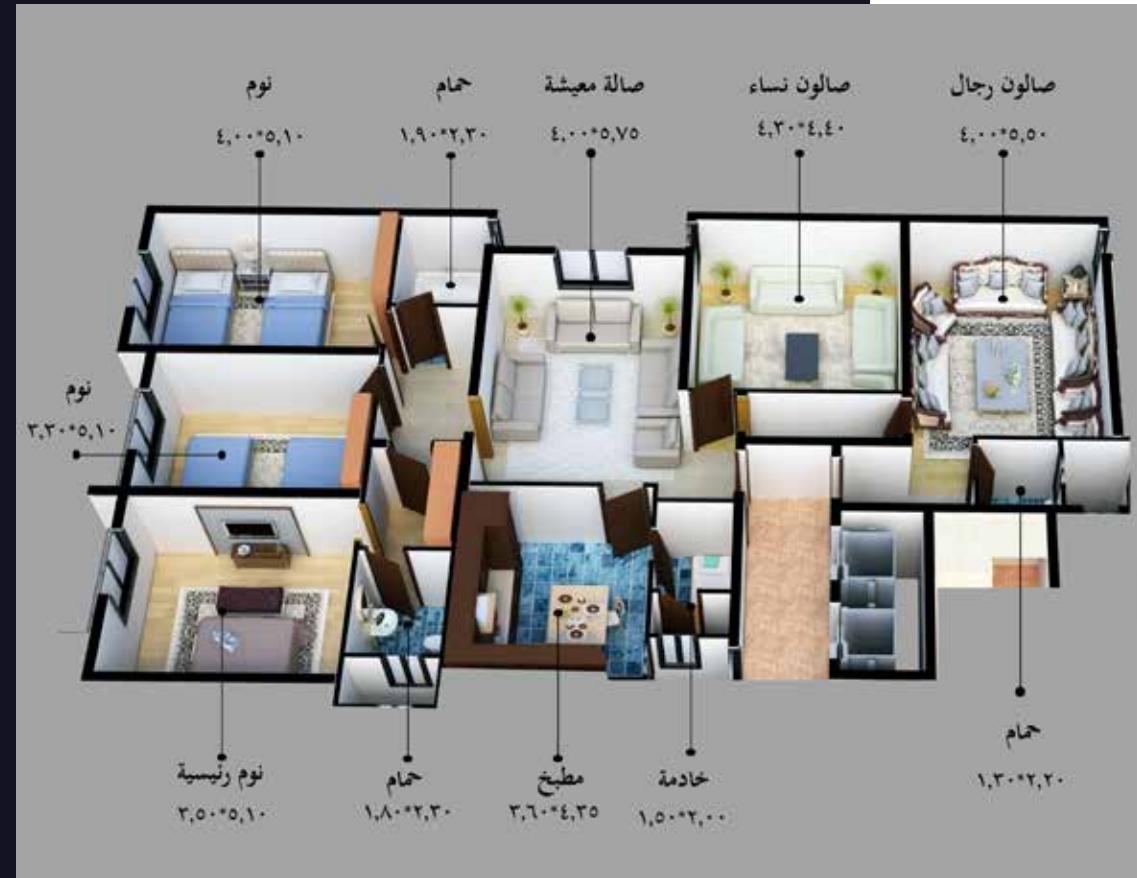 صالون رجال
٤,٠٠*٥,٥٠
صالون نساء
٤,٣٠*٤,٤٠
صالة معيشة
٤,٠٠*٥,٧٥
حمام
١,٩٠*٢,٣٠
نوم
٤,٠٠*٥,١٠
نوم
٣,٣٠*٥,١٠
حمام
١,٣٠*٢,٢٠
خادمة
١,٥٠*٢,٠٠
مطبخ
٣,٦٠*٤,٣٥
حمام
١,٨٠*٢,٣٠
نوم رئيسية
٣,٥٠*٥,١٠